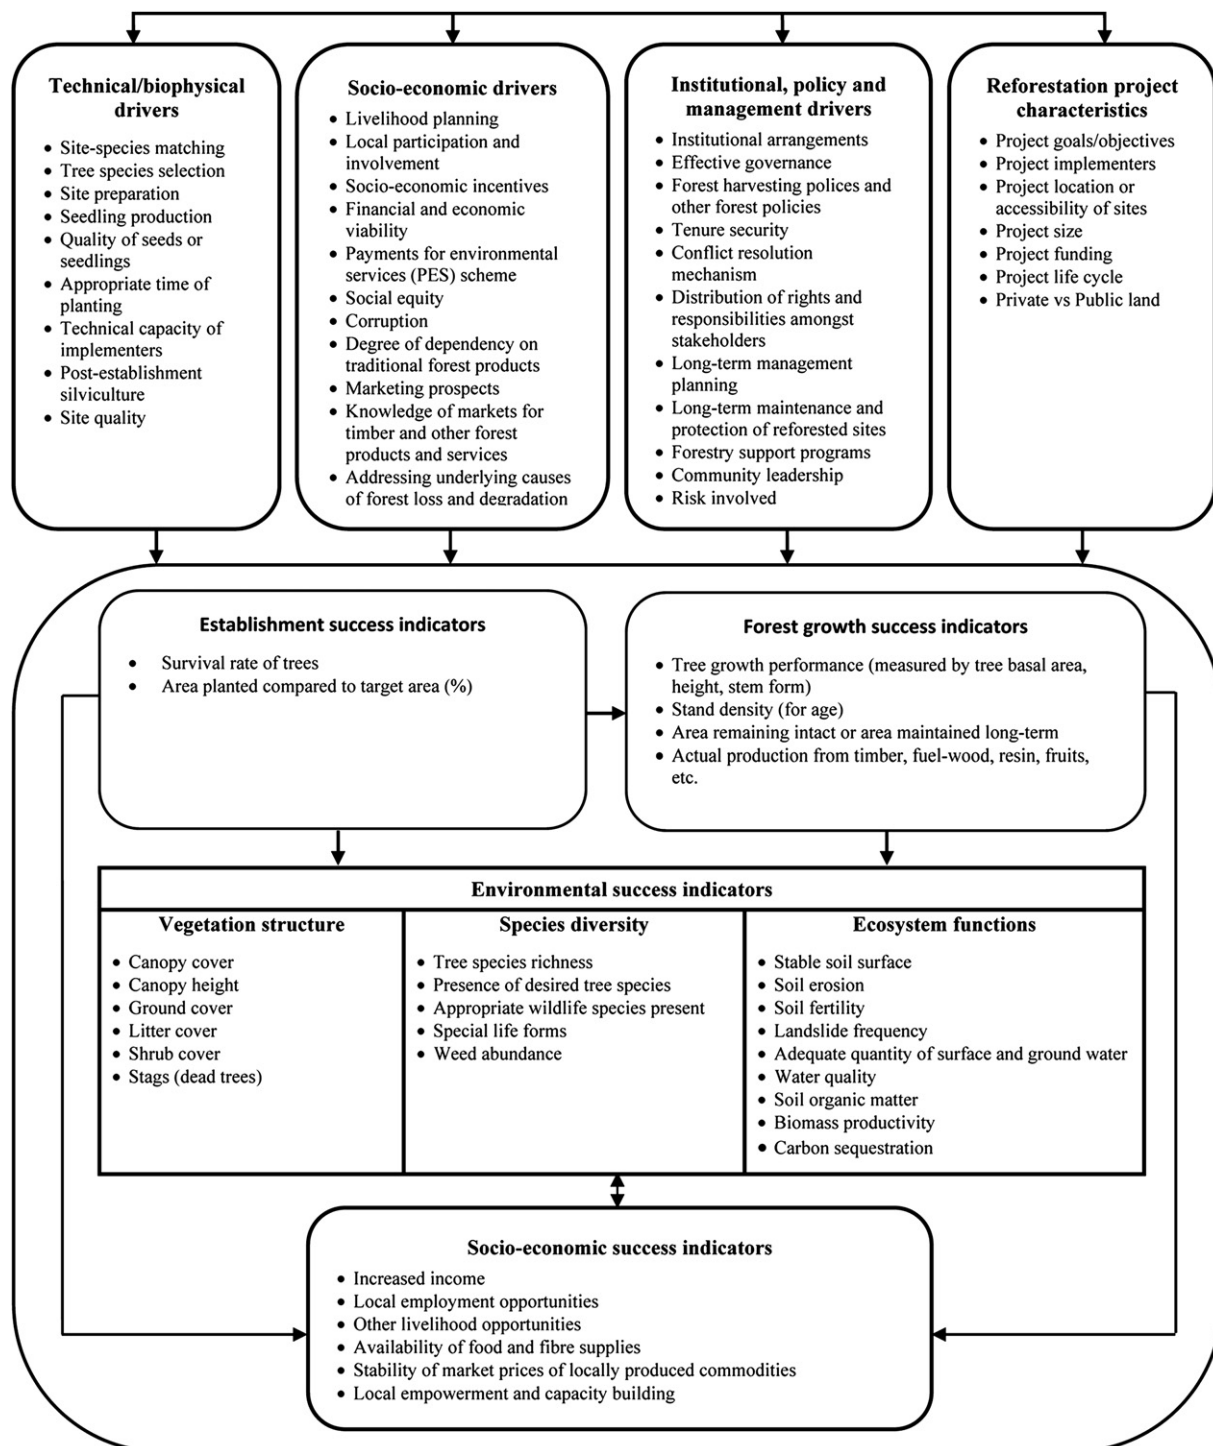 Technical/biophysical
drivers
• Site-species matching
• Tree species selection
• Site preparation
• Seedling production
• Quality of seeds or
seedlings
• Appropriate time of
planting
• Technical capacity of
implementers
• Post-establishment
silviculture
• Site quality
Socio-economic drivers
• Livelihood planning
• Local participation and
involvement
• Socio-economic incentives
• Financial and economic
viability
• Payments for environmental
services (PES) scheme
• Social equity
• Corruption
• Degree of dependency on
traditional forest products
• Marketing prospects
• Knowledge of markets for
timber and other forest
products and services
• Addressing underlying causes
of forest loss and degradation
Institutional, policy and
management drivers
• Institutional arrangements
• Effective governance
• Forest harvesting polices and
other forest policies
• Tenure security
• Conflict resolution
mechanism
• Distribution of rights and
responsibilities amongst
stakeholders
• Long-term management
planning
• Long-term maintenance and
protection of reforested sites
• Forestry support programs
• Community leadership
• Risk involved
Reforestation project
characteristics
• Project goals/objectives
• Project implementers
• Project location or
accessibility of sites
• Project size
• Project funding
• Project life cycle
• Private vs Public land
Establishment success indicators
• Survival rate of trees
• Area planted compared to target area (%)
Forest growth success indicators
• Tree growth performance (measured by tree basal area,
height, stem form)
• Stand density (for age)
• Area remaining intact or area maintained long-term
• Actual production from timber, fuel-wood, resin, fruits,
etc.
Environmental success indicators
Vegetation structure
• Canopy cover
• Canopy height
• Ground cover
• Litter cover
• Shrub cover
• Stags (dead trees)
Species diversity
• Tree species richness
• Presence of desired tree species
• Appropriate wildlife species present
• Special life forms
• Weed abundance
Ecosystem functions
• Stable soil surface
• Soil erosion
• Soil fertility
• Landslide frequency
• Adequate quantity of surface and ground water
• Water quality
• Soil organic matter
• Biomass productivity
• Carbon sequestration
Socio-economic success indicators
• Increased income
• Local employment opportunities
• Other livelihood opportunities
• Availability of food and fibre supplies
• Stability of market prices of locally produced commodities
• Local empowerment and capacity building